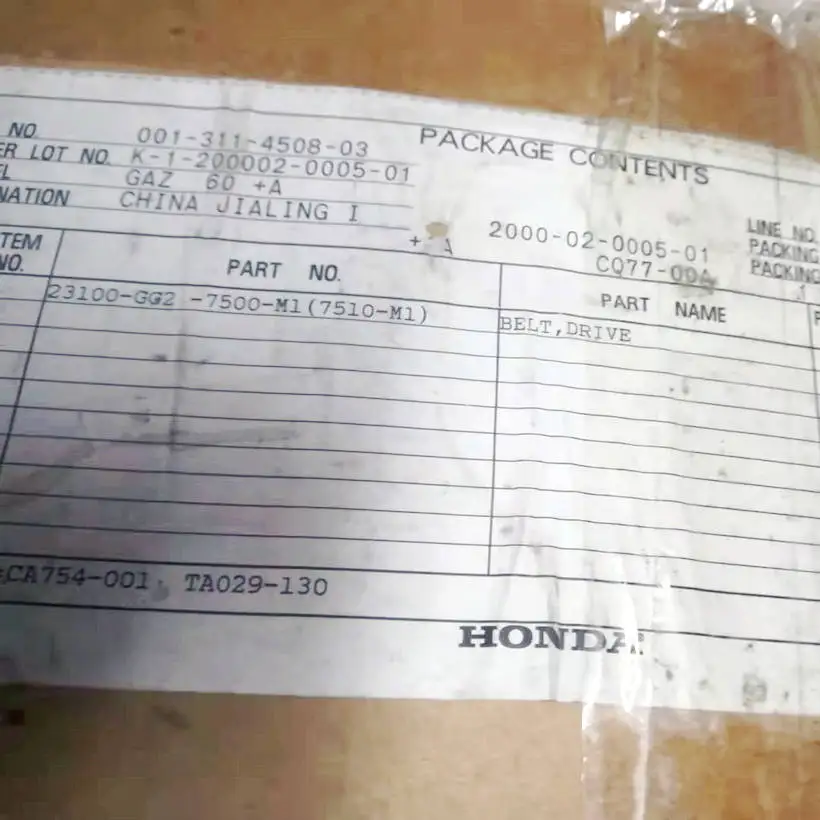 NO. 001-311-4508-03
ER LOT NO. K-1-200002-0005-01
EL GAZ 60 +A
NATION CHINA JIALING I
PACKAGE CONTENTS
+ A 2000-02-0005-01 LINE NO.
CQ77-00A PACKING
PACKING
1
TEM NO. PART NO. PART NAME
23100-GG2 -7500-M1(7510-M1) BELT,DRIVE
CA754-001 TA029-130
HONDA